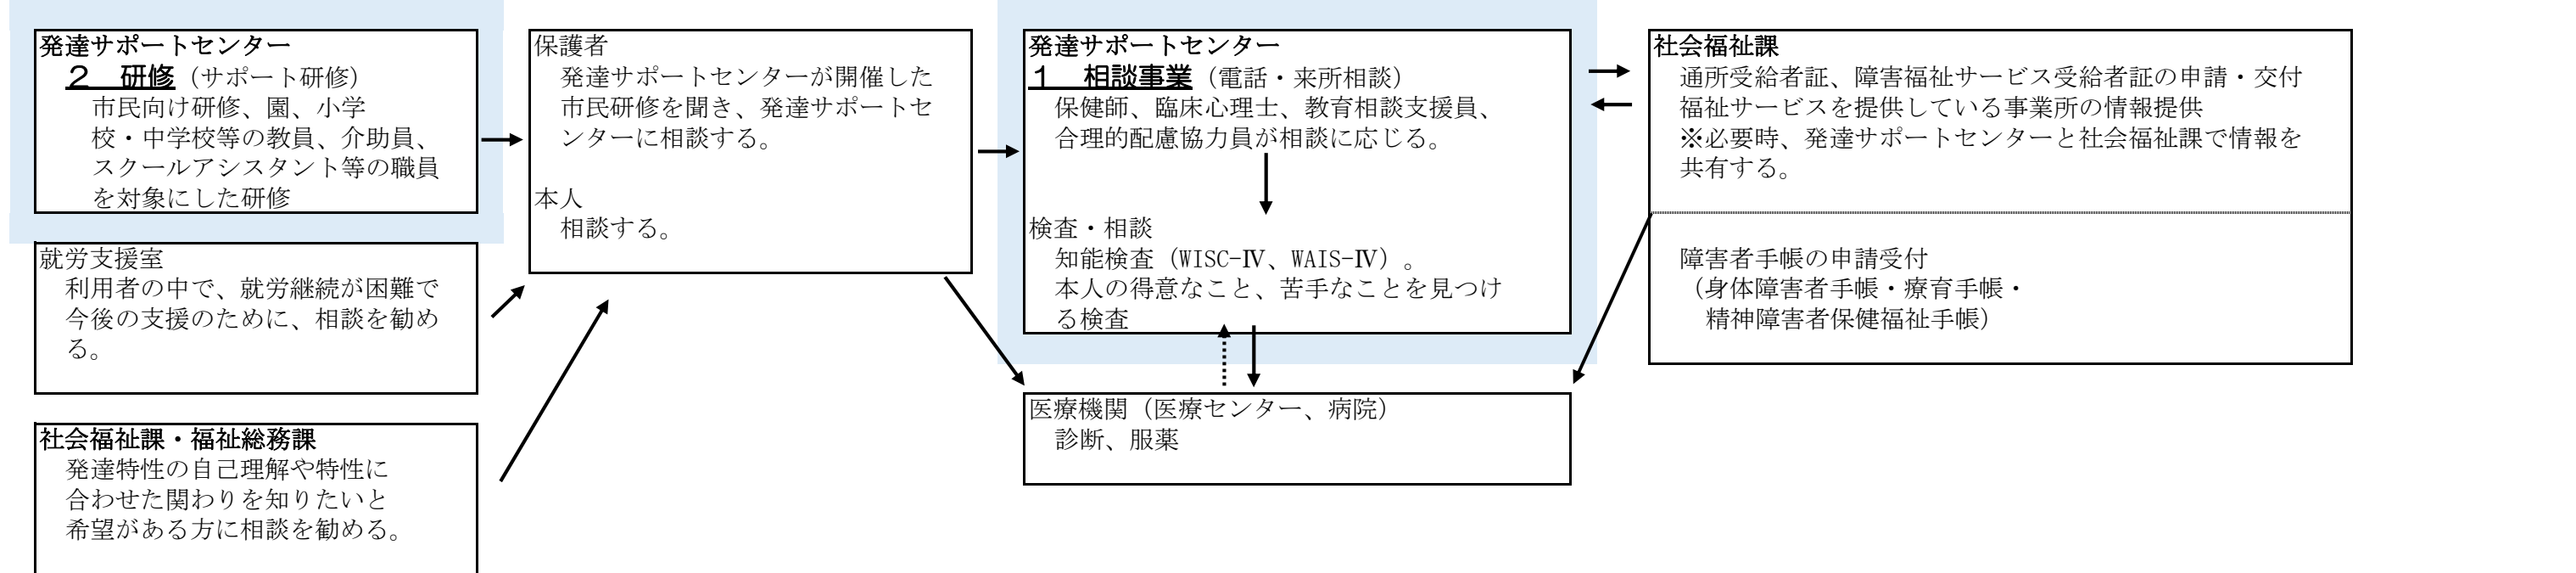 発達サポートセンター
２　研修（サポート研修）
市民向け研修、園、小学
校・中学校等の教員、介助員、
スクールアシスタント等の職員
を対象にした研修
就労支援室
利用者の中で、就労継続が困難で
今後の支援のために、相談を勧め
る。
社会福祉課・福祉総務課
発達特性の自己理解や特性に
合わせた関わりを知りたいと
希望がある方に相談を勧める。
保護者
発達サポートセンターが開催した
市民研修を聞き、発達サポートセ
ンターに相談する。
本人
相談する。
発達サポートセンター
１　相談事業（電話・来所相談）
保健師、臨床心理士、教育相談支援員、
合理的配慮協力員が相談に応じる。
検査・相談
知能検査（WISC-Ⅳ、WAIS-Ⅳ）。
本人の得意なこと、苦手なことを見つけ
る検査
医療機関（医療センター、病院）
診断、服薬
社会福祉課
通所受給者証、障害福祉サービス受給者証の申請・交付
福祉サービスを提供している事業所の情報提供
※必要時、発達サポートセンターと社会福祉課で情報を
共有する。
障害者手帳の申請受付
（身体障害者手帳・療育手帳・
精神障害者保健福祉手帳）